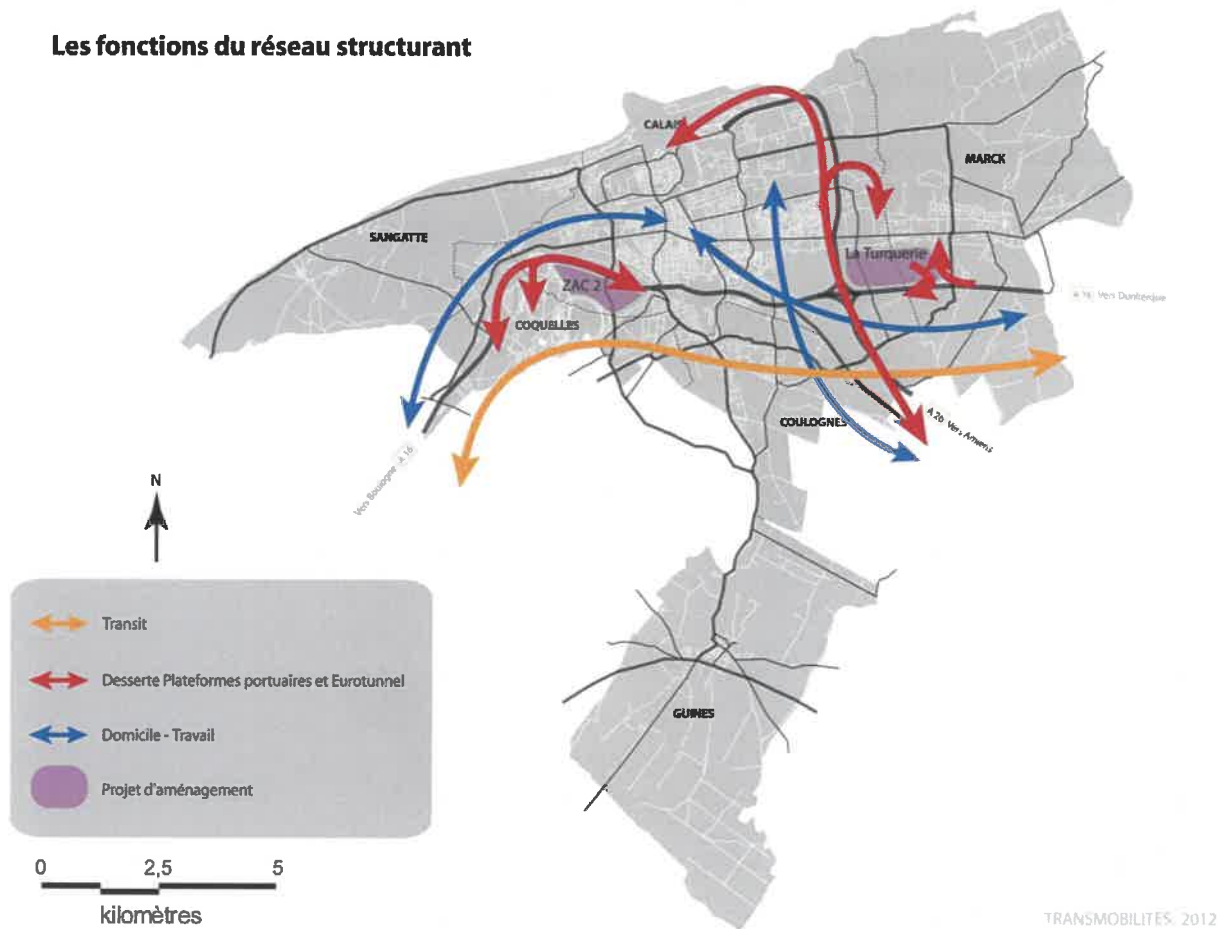 Les fonctions du réseau structurant
CALAIS
MARCK
SANGATTE
La Turquerie
ZAC 2
A 16 Vers Dunkerque
COQUELLES
COULOGNES
A 26 Vers Amiens
Vers Boulogne A 16
N
GUINES
Transit
Desserte Plateformes portuaires et Eurotunnel
Domicile - Travail
Projet d'aménagement
0 2,5 5
kilomètres
TRANSMOBILITES, 2012